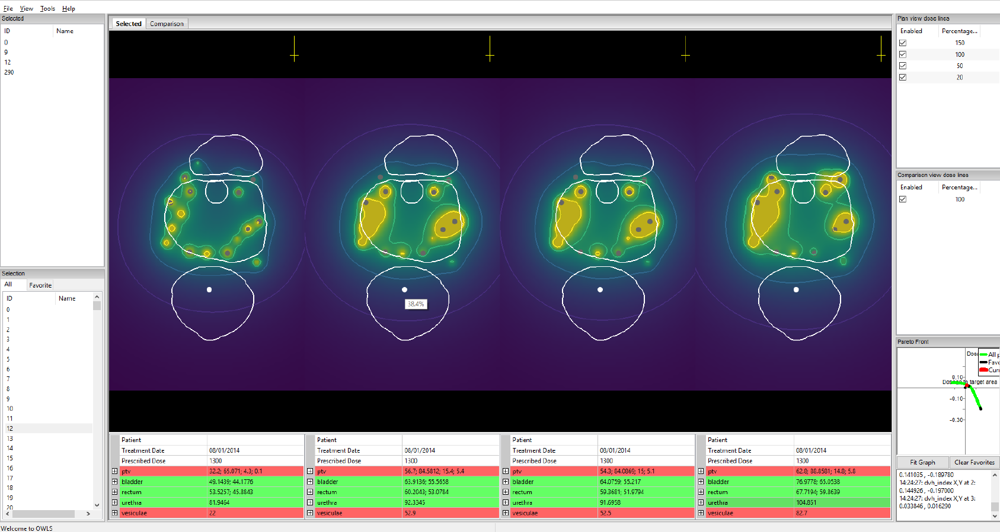 File View Tools Help
Selected
ID Name
0
9
12
290
Selection
All Favorite
ID Name
0
1
2
3
4
5
6
7
8
9
10
11
12
13
14
15
16
17
18
19
20
Selected Comparison
38.4%
Patient
Treatment Date 08/01/2014
Prescribed Dose 1300
ptv 32.2; 65.071; 4.3; 0.1
bladder 49.1439; 44.1776
rectum 53.5257; 45.8843
urethra 81.9464
vesiculae 22
Patient
Treatment Date 08/01/2014
Prescribed Dose 1300
ptv 56.7; 84.5812; 15.4; 5.4
bladder 63.9136; 55.5658
rectum 60.2043; 53.0784
urethra 92.3345
vesiculae 52.9
Patient
Treatment Date 08/01/2014
Prescribed Dose 1300
ptv 54.3; 84.0869; 15; 5.1
bladder 64.0759; 55.217
rectum 59.3681; 51.9794
urethra 91.6958
vesiculae 52.5
Patient
Treatment Date 08/01/2014
Prescribed Dose 1300
ptv 62.8; 88.8581; 14.8; 5.8
bladder 76.9778; 65.0538
rectum 67.7194; 59.8639
urethra 104.851
vesiculae 82.7
Plan view dose lines
Enabled Percentage...
150
100
50
20
Comparison view dose lines
Enabled Percentage...
100
Pareto Front
All
0.10
to target area
-0.10
-0.30
Fit Graph Clear Favorites
0.141035 , -0.189780
14:24:27: dvh_index X,Y at 2:
0.144926 , -0.197000
14:24:27: dvh_index X,Y at 3:
0.033846 , 0.016290
Welcome to OWLS